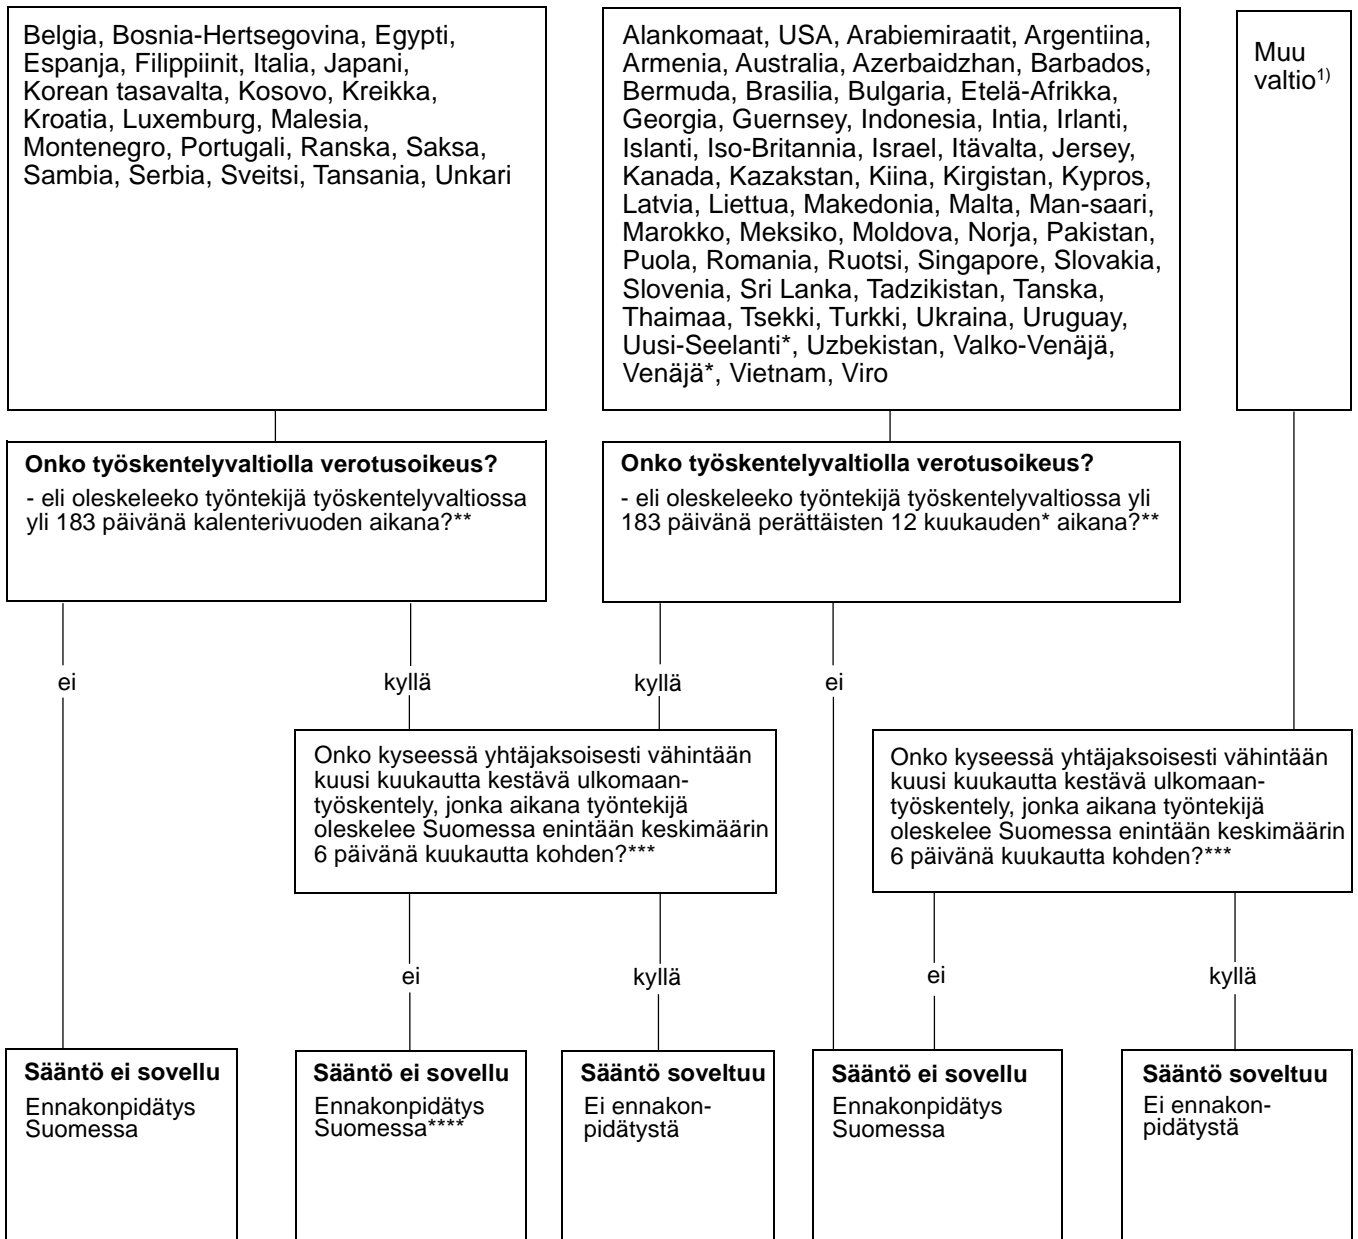 Belgia, Bosnia-Hertsegovina, Egypti,
Espanja, Filippiinit, Italia, Japani,
Korean tasavalta, Kosovo, Kreikka,
Kroatia, Luxemburg, Malesia,
Montenegro, Portugali, Ranska, Saksa,
Sambia, Serbia, Sveitsi, Tansania, Unkari
Alankomaat, USA, Arabiemiraatit, Argentiina,
Armenia, Australia, Azerbaidzhan, Barbados,
Bermuda, Brasilia, Bulgaria, Etelä-Afrikka,
Georgia, Guernsey, Indonesia, Intia, Irlanti,
Islanti, Iso-Britannia, Israel, Itävalta, Jersey,
Kanada, Kazakstan, Kiina, Kirgistan, Kypros,
Latvia, Liettua, Makedonia, Malta, Man-saari,
Marokko, Meksiko, Moldova, Norja, Pakistan,
Puola, Romania, Ruotsi, Singapore, Slovakia,
Slovenia, Sri Lanka, Tadzikistan, Tanska,
Thaimaa, Tsekki, Turkki, Ukraina, Uruguay,
Uusi-Seelanti*, Uzbekistan, Valko-Venäjä,
Venäjä*, Vietnam, Viro
Muu
valtio1)
Onko työskentelyvaltiolla verotusoikeus?
- eli oleskeleeko työntekijä työskentelyvaltiossa
yli 183 päivänä kalenterivuoden aikana?**
Onko työskentelyvaltiolla verotusoikeus?
- eli oleskeleeko työntekijä työskentelyvaltiossa yli
183 päivänä perättäisten 12 kuukauden* aikana?**
ei
kyllä
kyllä
ei
Onko kyseessä yhtäjaksoisesti vähintään
kuusi kuukautta kestävä ulkomaan-
työskentely, jonka aikana työntekijä
oleskelee Suomessa enintään keskimäärin
6 päivänä kuukautta kohden?***
Onko kyseessä yhtäjaksoisesti vähintään
kuusi kuukautta kestävä ulkomaan-
työskentely, jonka aikana työntekijä
oleskelee Suomessa enintään keskimäärin
6 päivänä kuukautta kohden?***
ei
kyllä
ei
kyllä
Sääntö ei sovellu
Ennakonpidätys
Suomessa
Sääntö ei sovellu
Ennakonpidätys
Suomessa****
Sääntö soveltuu
Ei ennakon-
pidätystä
Sääntö ei sovellu
Ennakonpidätys
Suomessa
Sääntö soveltuu
Ei ennakon-
pidätystä